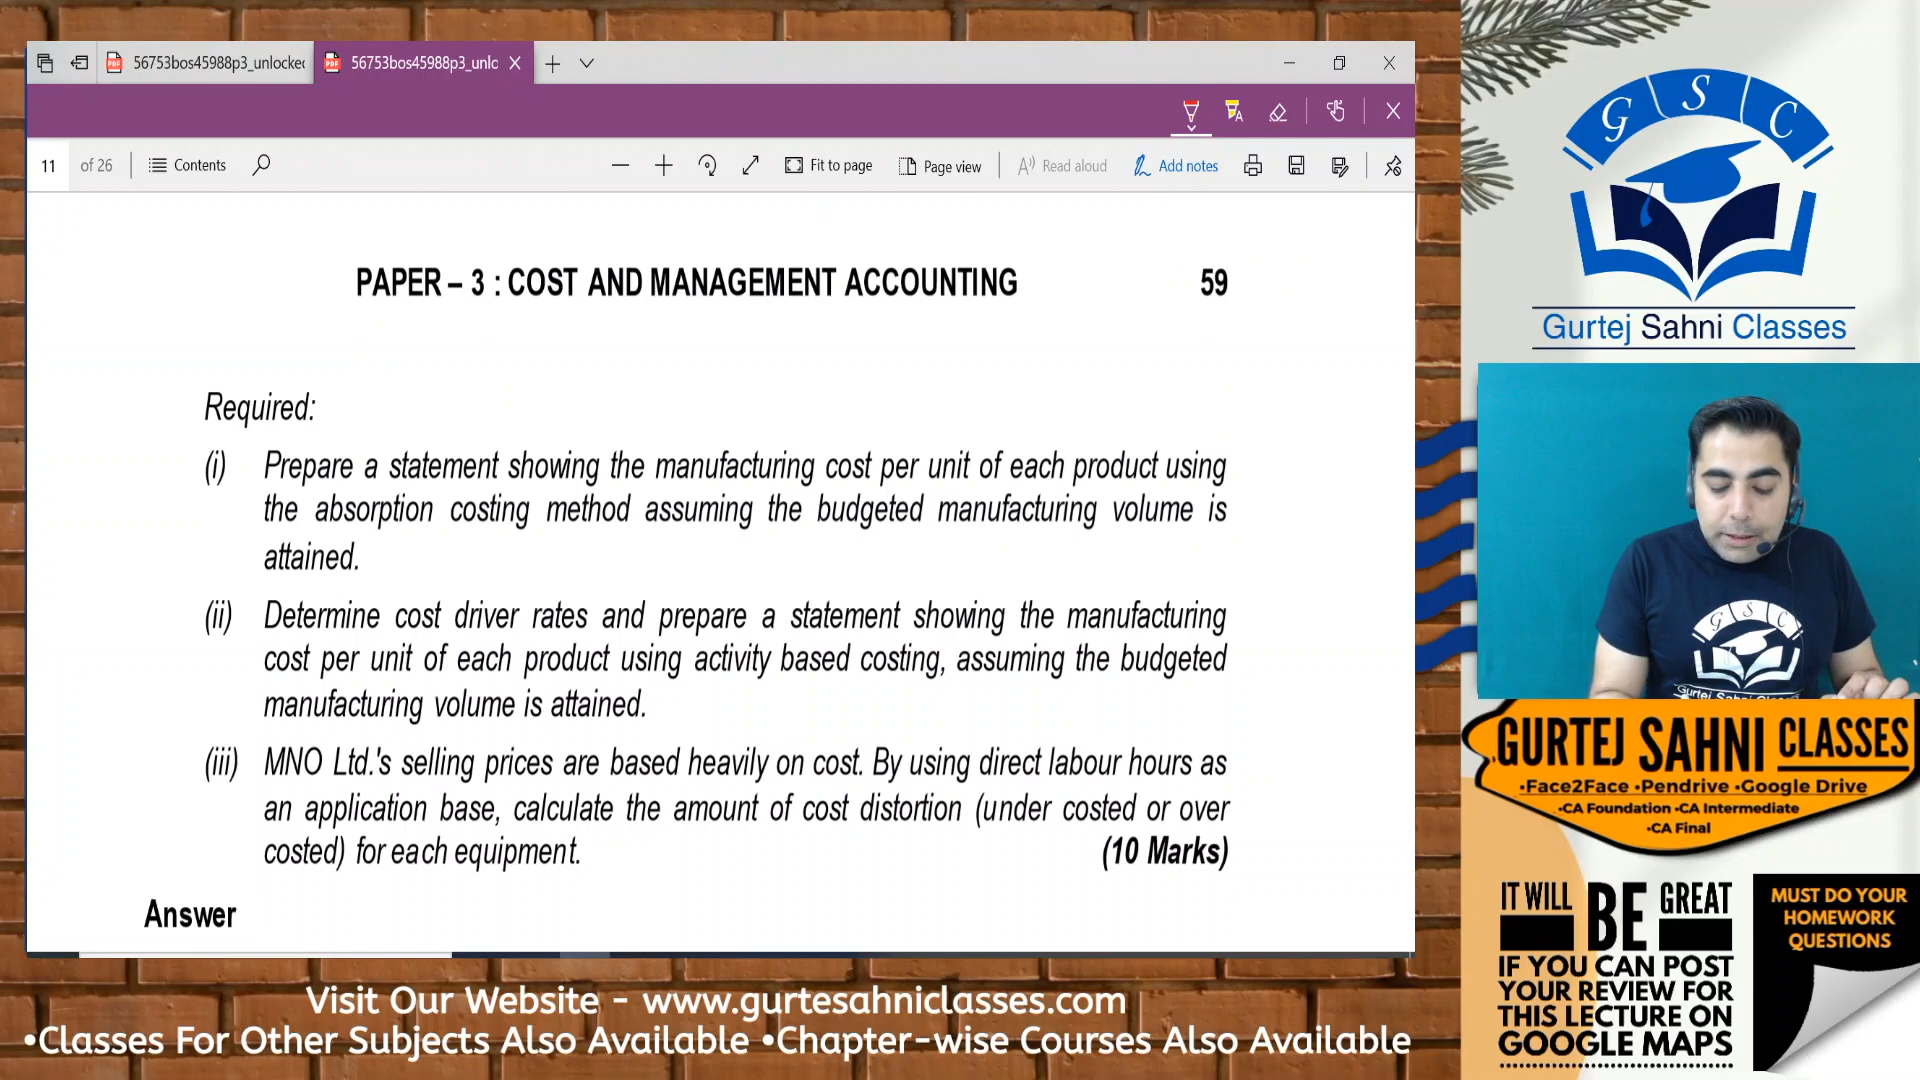 56753bos45988p3_unlocked
56753bos45988p3_unlo
11 of 26
Contents
Fit to page
Page view
Read aloud
Add notes
PAPER – 3 : COST AND MANAGEMENT ACCOUNTING 59
Required:
(i) Prepare a statement showing the manufacturing cost per unit of each product using
the absorption costing method assuming the budgeted manufacturing volume is
attained.
(ii) Determine cost driver rates and prepare a statement showing the manufacturing
cost per unit of each product using activity based costing, assuming the budgeted
manufacturing volume is attained.
(iii) MNO Ltd.'s selling prices are based heavily on cost. By using direct labour hours as
an application base, calculate the amount of cost distortion (under costed or over
costed) for each equipment. (10 Marks)
Answer
G S C
Gurtej Sahni Classes
G S C
Gurtej Sahni Classes
GURTEJ SAHNI CLASSES
•Face2Face •Pendrive •Google Drive
•CA Foundation •CA Intermediate
•CA Final
IT WILL BE GREAT
IF YOU CAN POST
YOUR REVIEW FOR
THIS LECTURE ON
GOOGLE MAPS
MUST DO YOUR
HOMEWORK
QUESTIONS
Visit Our Website - www.gurtesahniclasses.com
•Classes For Other Subjects Also Available •Chapter-wise Courses Also Available